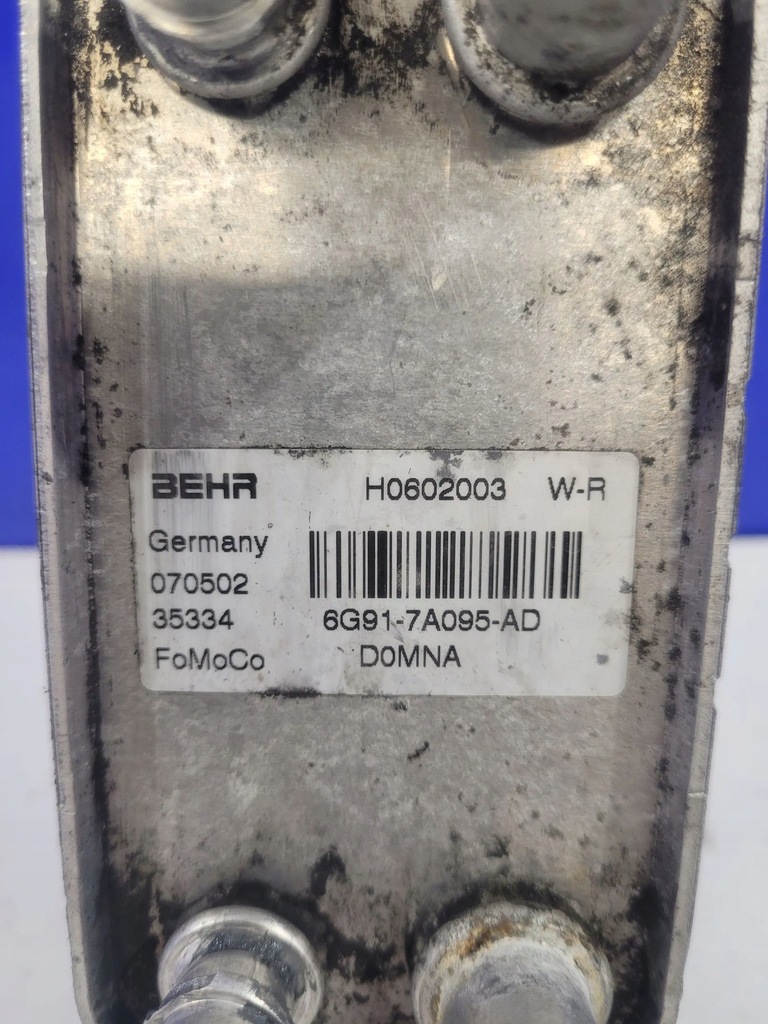 BEHR H0602003 W-R
Germany
070502
35334 6G91-7A095-AD
FoMoCo D0MNA